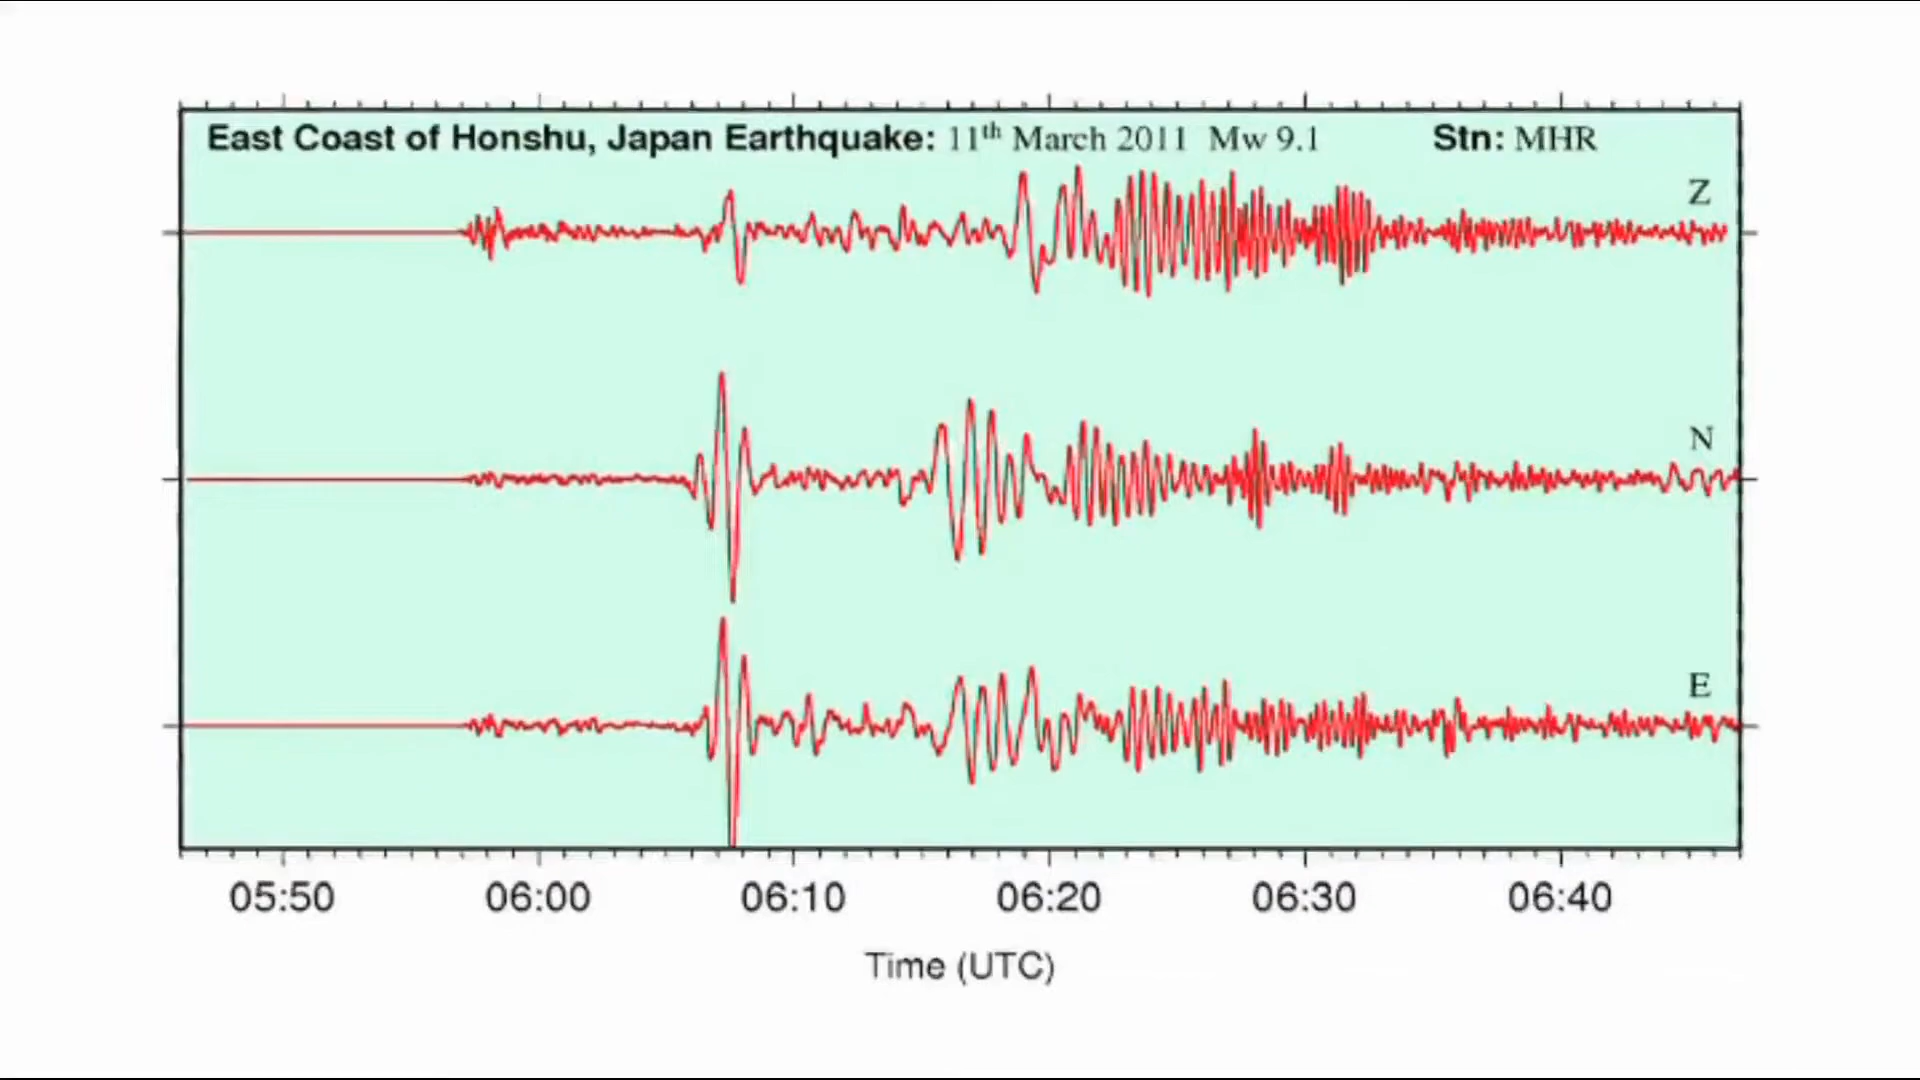 East Coast of Honshu, Japan Earthquake: 11th March 2011 Mw 9.1 Stn: MHR
Z
N
E
05:50 06:00 06:10 06:20 06:30 06:40
Time (UTC)